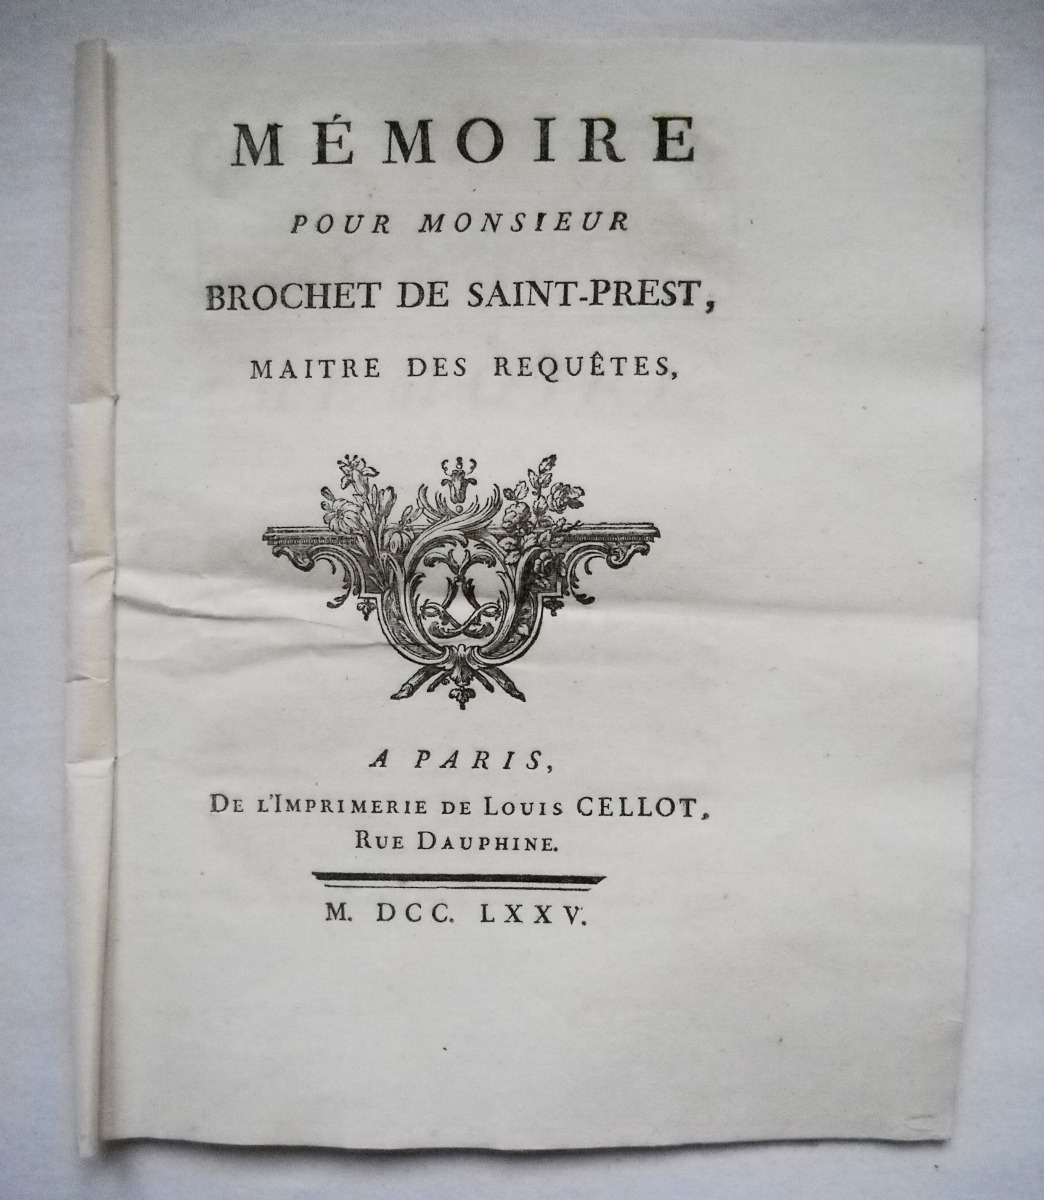 MÉMOIRE
POUR MONSIEUR
BROCHET DE SAINT-PREST,
MAITRE DES REQUÊTES,
A PARIS,
DE L'IMPRIMERIE DE LOUIS CELLOT,
RUE DAUPHINE.
M. DCC. LXXV.